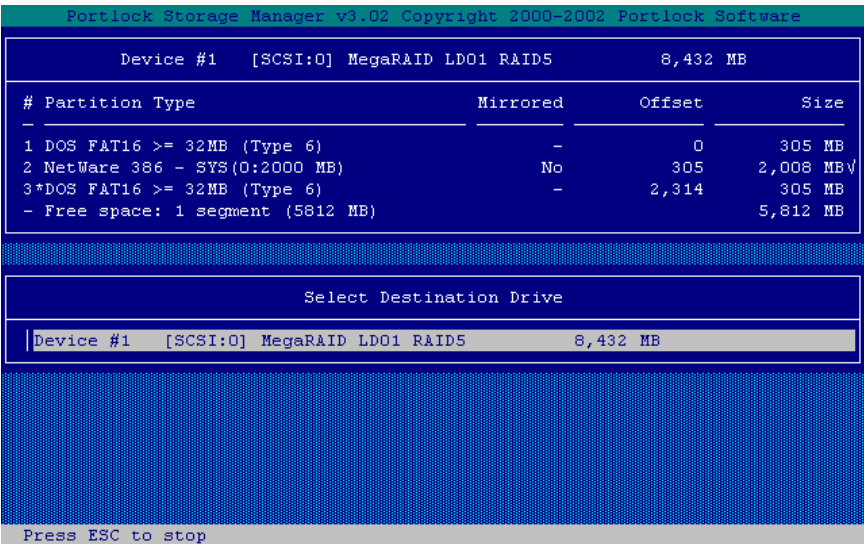 Portlock Storage Manager v3.02 Copyright 2000-2002 Portlock Software
Device #1 [SCSI:0] MegaRAID LD01 RAID5 8,432 MB
# Partition Type Mirrored Offset Size
1 DOS FAT16 >= 32MB (Type 6) - 0 305 MB
2 NetWare 386 - SYS(0:2000 MB) No 305 2,008 MB√
3*DOS FAT16 >= 32MB (Type 6) - 2,314 305 MB
- Free space: 1 segment (5812 MB) 5,812 MB
Select Destination Drive
Device #1 [SCSI:0] MegaRAID LD01 RAID5 8,432 MB
Press ESC to stop